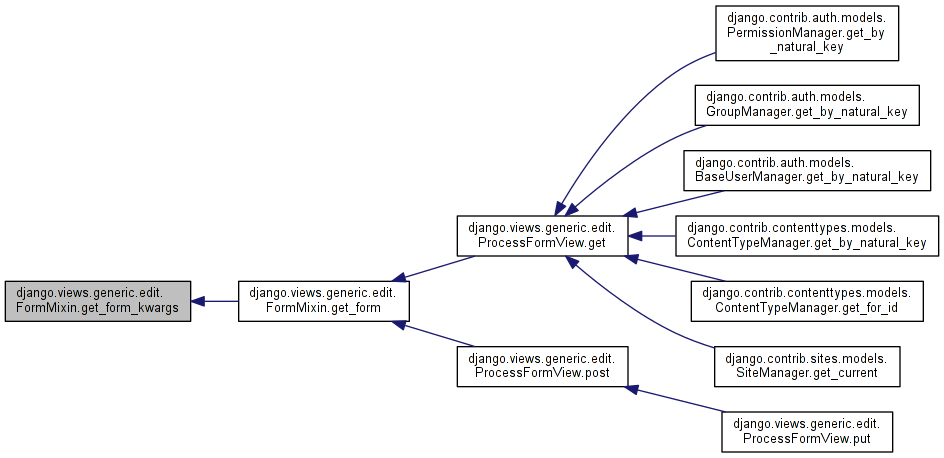 django.contrib.auth.models.
PermissionManager.get_by
_natural_key
django.contrib.auth.models.
GroupManager.get_by_natural_key
django.contrib.auth.models.
BaseUserManager.get_by_natural_key
django.views.generic.edit.
ProcessFormView.get
django.contrib.contenttypes.models.
ContentTypeManager.get_by_natural_key
django.views.generic.edit.
FormMixin.get_form_kwargs
django.views.generic.edit.
FormMixin.get_form
django.contrib.contenttypes.models.
ContentTypeManager.get_for_id
django.views.generic.edit.
ProcessFormView.post
django.contrib.sites.models.
SiteManager.get_current
django.views.generic.edit.
ProcessFormView.put